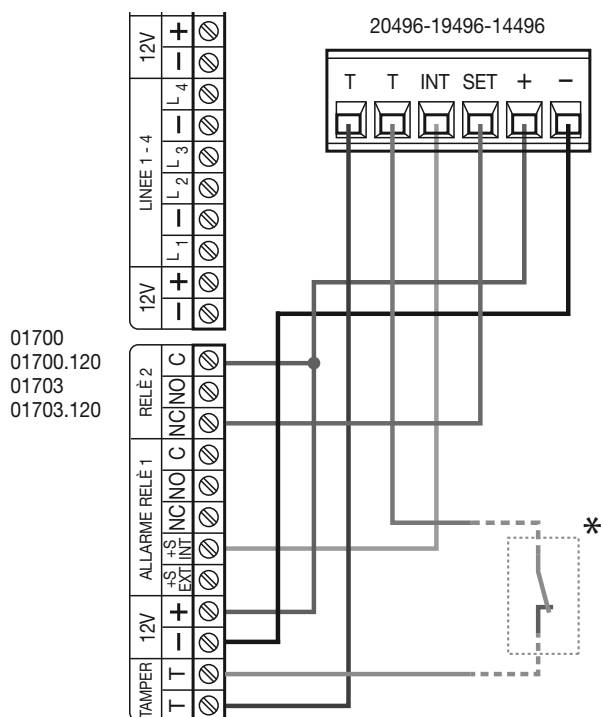 20496-19496-14496
T T INT SET + −
12V + −
LINEE 1 - 4
L 4
−
L 3
L 2
−
L 1
12V + −
01700
01700.120
01703
01703.120
RELÈ 2
C
NO
NC
ALLARME RELÈ 1
C
NO
NC
+S INT
+S EXT
12V + −
TAMPER
T
T
*